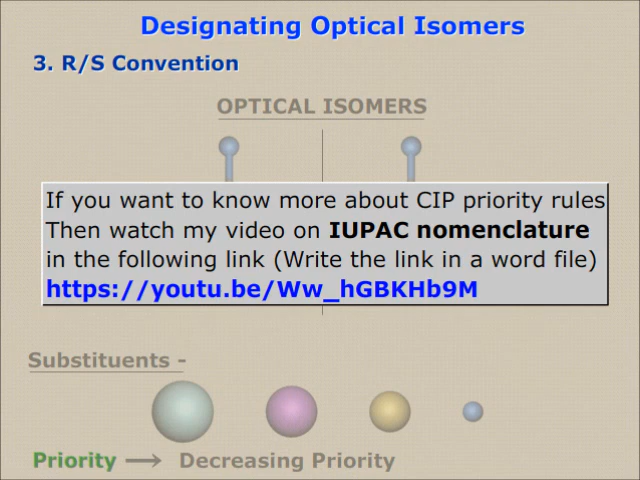 Designating Optical Isomers
3. R/S Convention
OPTICAL ISOMERS
If you want to know more about CIP priority rules
Then watch my video on IUPAC nomenclature
in the following link (Write the link in a word file)
https://youtu.be/Ww_hGBKHb9M
Substituents -
Priority → Decreasing Priority